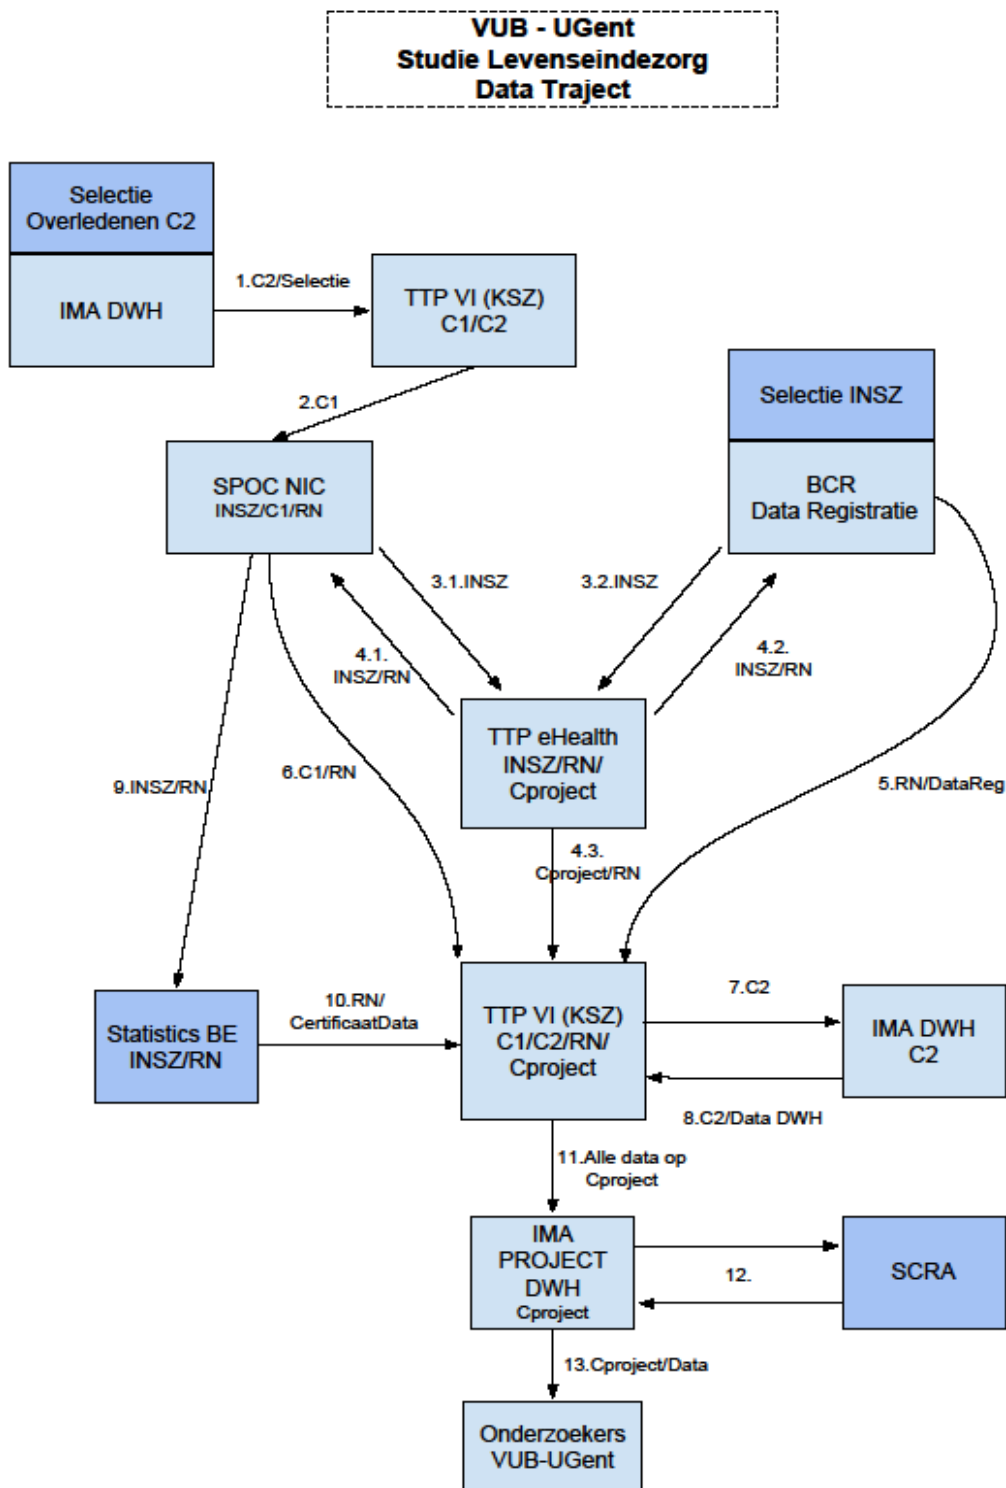 VUB - UGent
Studie Levenseindezorg
Data Traject
Selectie
Overledenen C2
IMA DWH
1.C2/Selectie
TTP VI (KSZ)
C1/C2
2.C1
SPOC NIC
INSZ/C1/RN
Selectie INSZ
BCR
Data Registratie
3.1.INSZ
3.2.INSZ
4.1.
INSZ/RN
4.2.
INSZ/RN
TTP eHealth
INSZ/RN/
Cproject
9.INSZ/RN
6.C1/RN
5.RN/DataReg
4.3.
Cproject/RN
Statistics BE
INSZ/RN
10.RN/
CertificaatData
TTP VI (KSZ)
C1/C2/RN/
Cproject
7.C2
IMA DWH
C2
8.C2/Data DWH
11.Alle data op
Cproject
IMA
PROJECT
DWH
Cproject
12.
SCRA
13.Cproject/Data
Onderzoekers
VUB-UGent